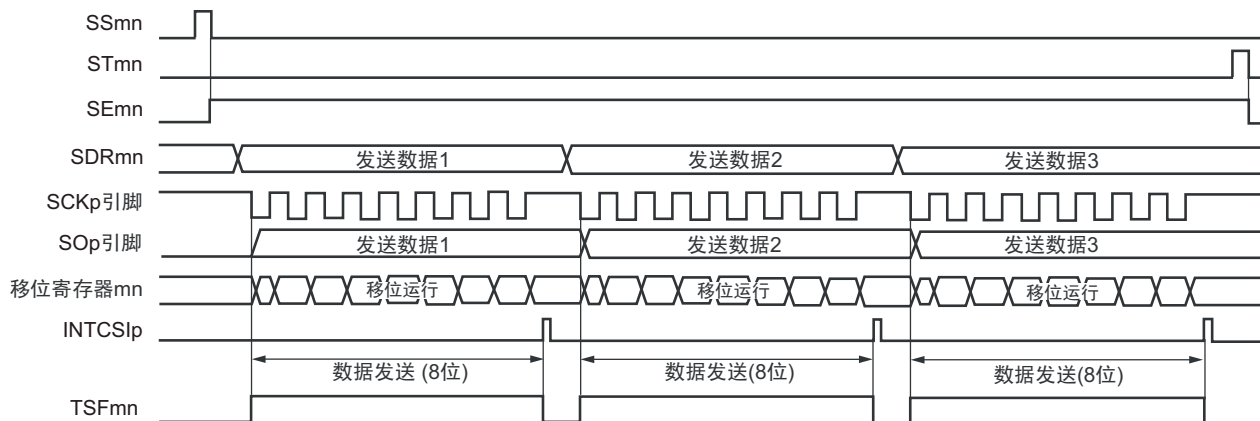 SSmn
STmn
SEmn
SDRmn 发送数据1 发送数据2 发送数据3
SCKp引脚
SOp引脚 发送数据1 发送数据2 发送数据3
移位寄存器mn 移位运行 移位运行 移位运行
INTCSIp
数据发送 (8位) 数据发送(8位) 数据发送(8位)
TSFmn